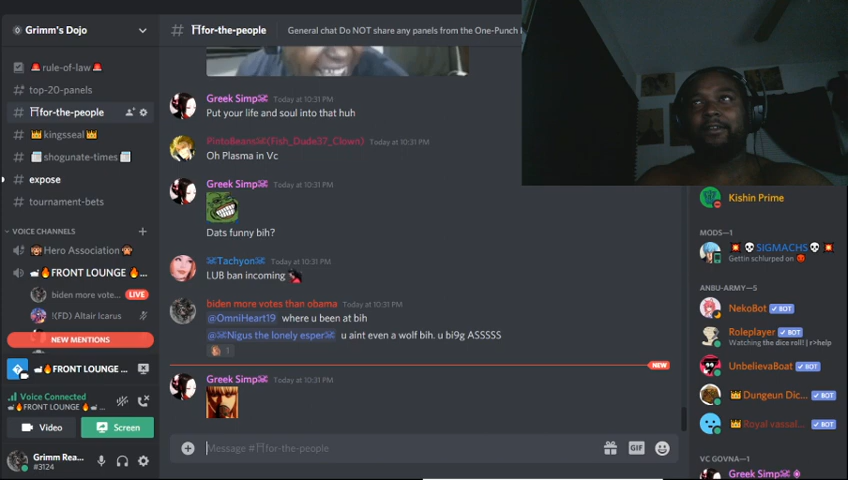 Grimm's Dojo
rule-of-law
top-20-panels
for-the-people
kingsseal
shogunate-times
expose
tournament-bets
VOICE CHANNELS
Hero Association
FRONT LOUNGE
biden more vote... LIVE
!(FD) Altair Icarus
NEW MENTIONS
FRONT LOUNGE
Voice Connected
FRONT LOUNGE
Video
Screen
Grimm Rea...
#3124
for-the-people
General chat Do NOT share any panels from the One-Punch
Greek Simp Today at 10:31 PM
Put your life and soul into that huh
PintoBeans(Fish_Dude37_Clown) Today at 10:31 PM
Oh Plasma in Vc
Greek Simp Today at 10:31 PM
Dats funny bih?
Tachyon Today at 10:31 PM
LUB ban incoming
biden more votes than obama Today at 10:31 PM
@OmniHeart19 where u been at bih
@Nigus the lonely esper u aint even a wolf bih. u bi9g ASSSSS
1
NEW
Greek Simp Today at 10:31 PM
Message #for-the-people
GIF
Kishin Prime
MODS—1
SIGMACH5
Gettin schlurped on
ANBU-ARMY—5
NekoBot BOT
Roleplayer BOT
Watching the dice roll! | r>help
UnbelievaBoat BOT
Dungeun Dic... BOT
Royal vassal... BOT
VC GOVNA—1
Greek Simp